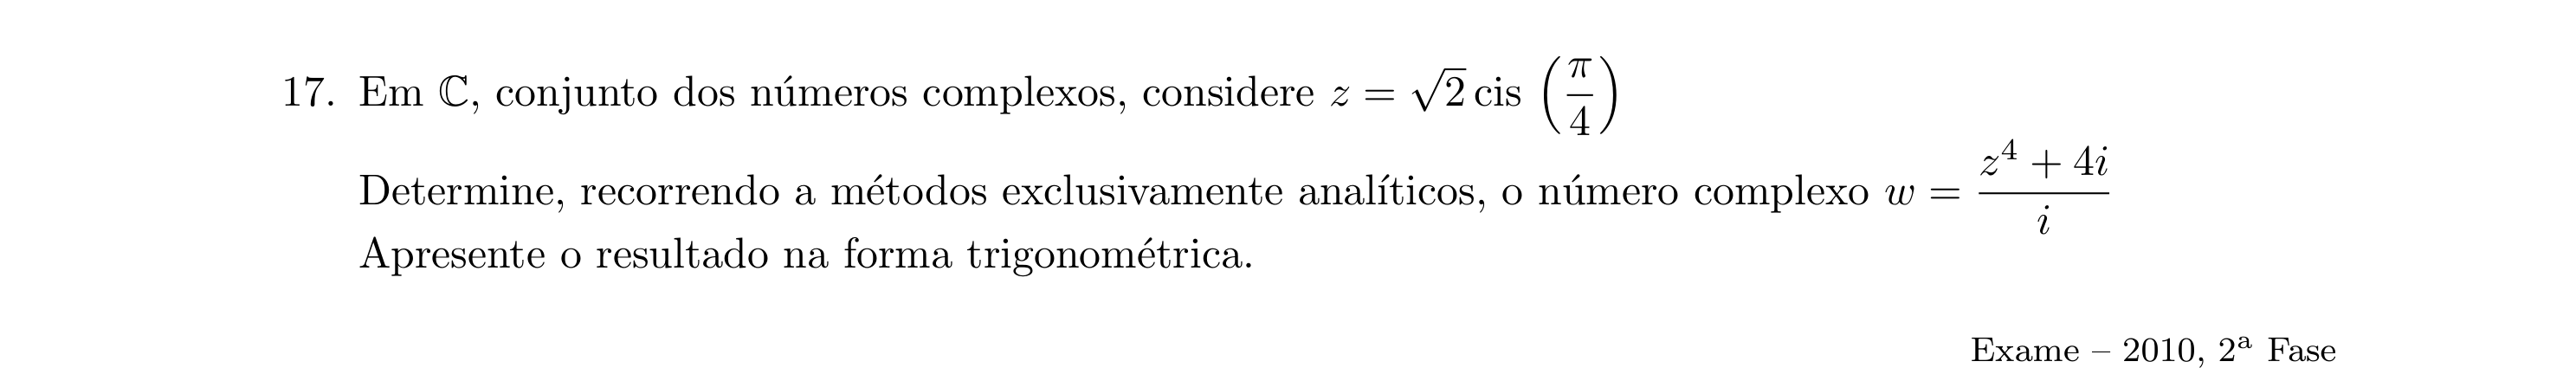 17. Em ℂ, conjunto dos números complexos, considere z = √2 cis (π/4)
Determine, recorrendo a métodos exclusivamente analíticos, o número complexo w = (z⁴ + 4i)/i
Apresente o resultado na forma trigonométrica.
Exame – 2010, 2ª Fase